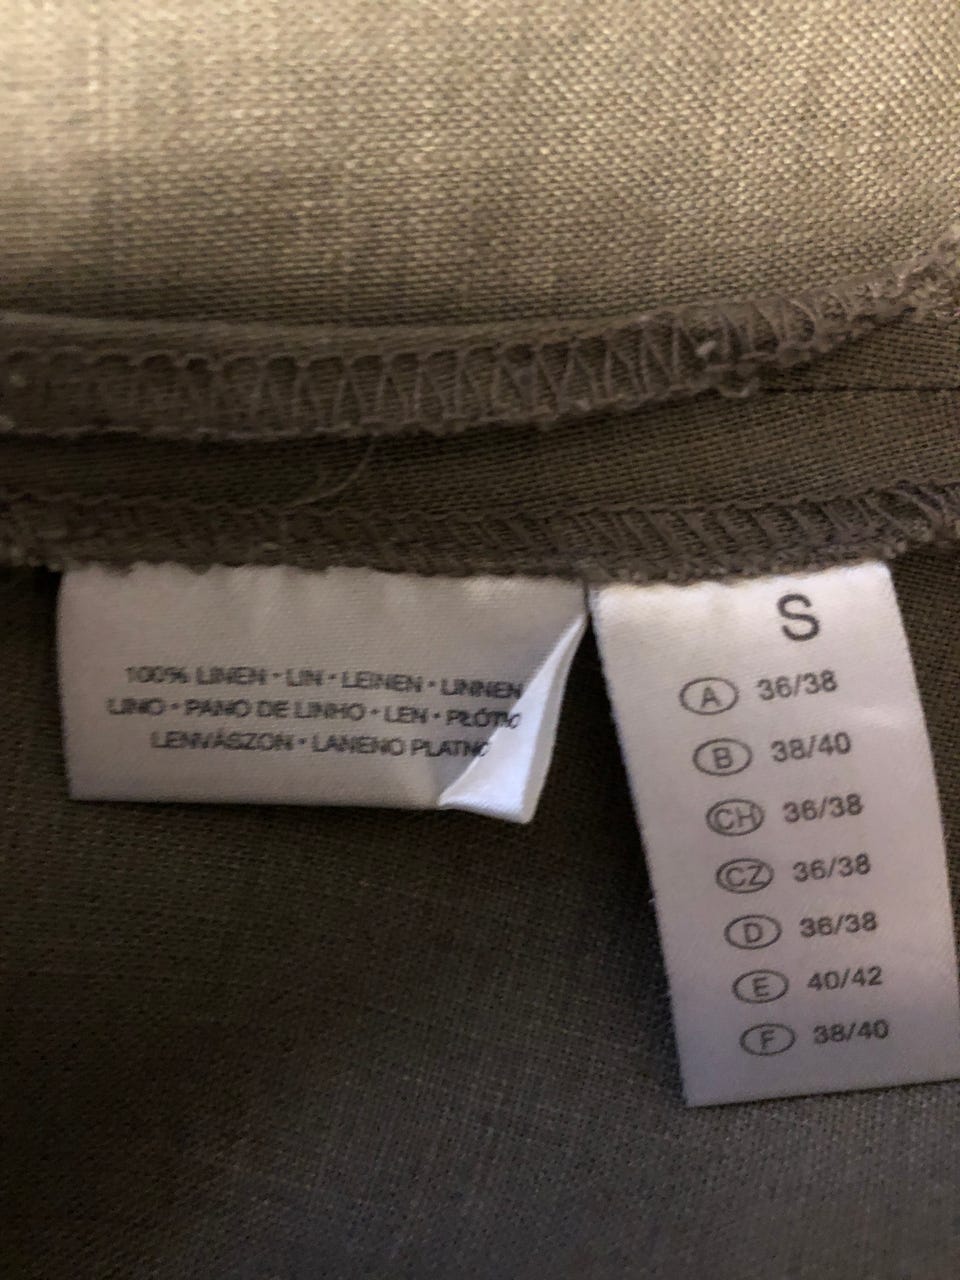 100% LINEN • LIN • LEINEN • LINNEN
LINO • PANO DE LINHO • LEN •
LENVÁSZON • LANENO PLATNO
S
A 36/38
B 38/40
CH 36/38
CZ 36/38
D 36/38
E 40/42
F 38/40